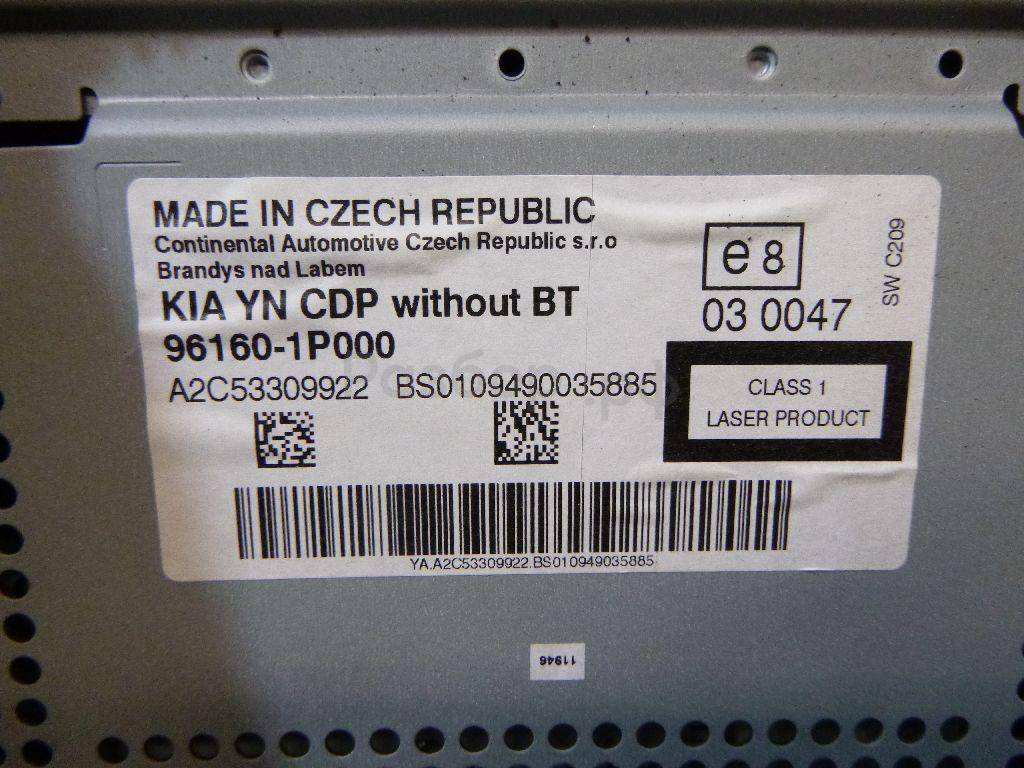 MADE IN CZECH REPUBLIC
Continental Automotive Czech Republic s.r.o
Brandys nad Labem
KIA YN CDP without BT
96160-1P000
A2C53309922 BS0109490035885
e 8
03 0047
SW C209
CLASS 1
LASER PRODUCT
YA.A2C53309922.BS010949035885
11946